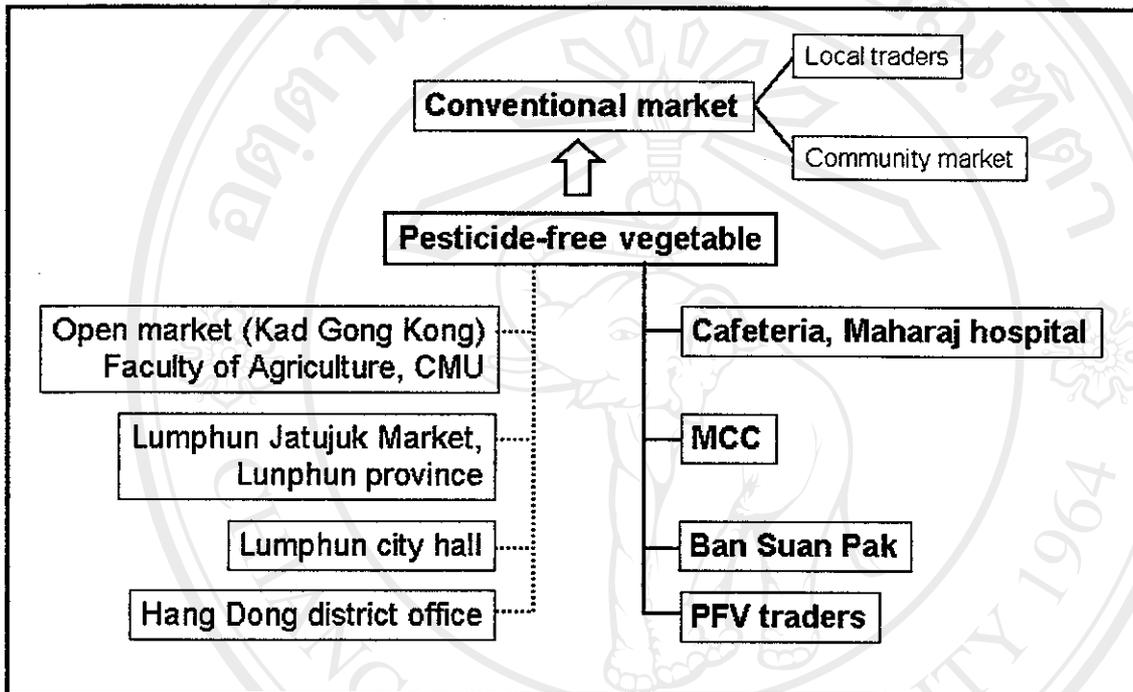 Local traders
Conventional market
Community market
Pesticide-free vegetable
Open market (Kad Gong Kong)
Faculty of Agriculture, CMU
Cafeteria, Maharaj hospital
Lumphun Jatujuk Market,
Lunphun province
MCC
Lumphun city hall
Ban Suan Pak
Hang Dong district office
PFV traders
1964